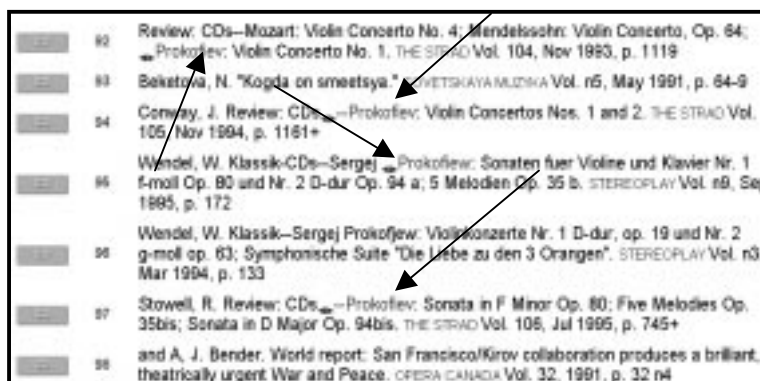 92 Review: CDs--Mozart: Violin Concerto No. 4; Mendelssohn: Violin Concerto, Op. 64;
Prokofiev: Violin Concerto No. 1. THE STRAD Vol. 104, Nov 1993, p. 1119
93 Beketova, N. "Kogda on smeetsya." SOVETSKAYA MUZYKA Vol. n5, May 1991, p. 64-9
94 Conway, J. Review: CDs--Prokofiev: Violin Concertos Nos. 1 and 2. THE STRAD Vol.
105, Nov 1994, p. 1161+
Wendel, W. Klassik-CDs--Sergej Prokofiew: Sonaten fuer Violine und Klavier Nr. 1
95 f-moll Op. 80 und Nr. 2 D-dur Op. 94 a; 5 Melodien Op. 35 b. STEREOPLAY Vol. n9, Sep
1995, p. 172
Wendel, W. Klassik--Sergej Prokofjew: Violinkonzerte Nr. 1 D-dur, op. 19 und Nr. 2
96 g-moll op. 63; Symphonische Suite "Die Liebe zu den 3 Orangen". STEREOPLAY Vol. n3
Mar 1994, p. 133
97 Stowell, R. Review: CDs--Prokofiev: Sonata in F Minor Op. 80; Five Melodies Op.
35bis; Sonata in D Major Op. 94bis. THE STRAD Vol. 106, Jul 1995, p. 745+
98 and A. J. Bender. World report: San Francisco/Kirov collaboration produces a brilliant,
theatrically urgent War and Peace. OPERA CANADA Vol. 32, 1991, p. 32 n4